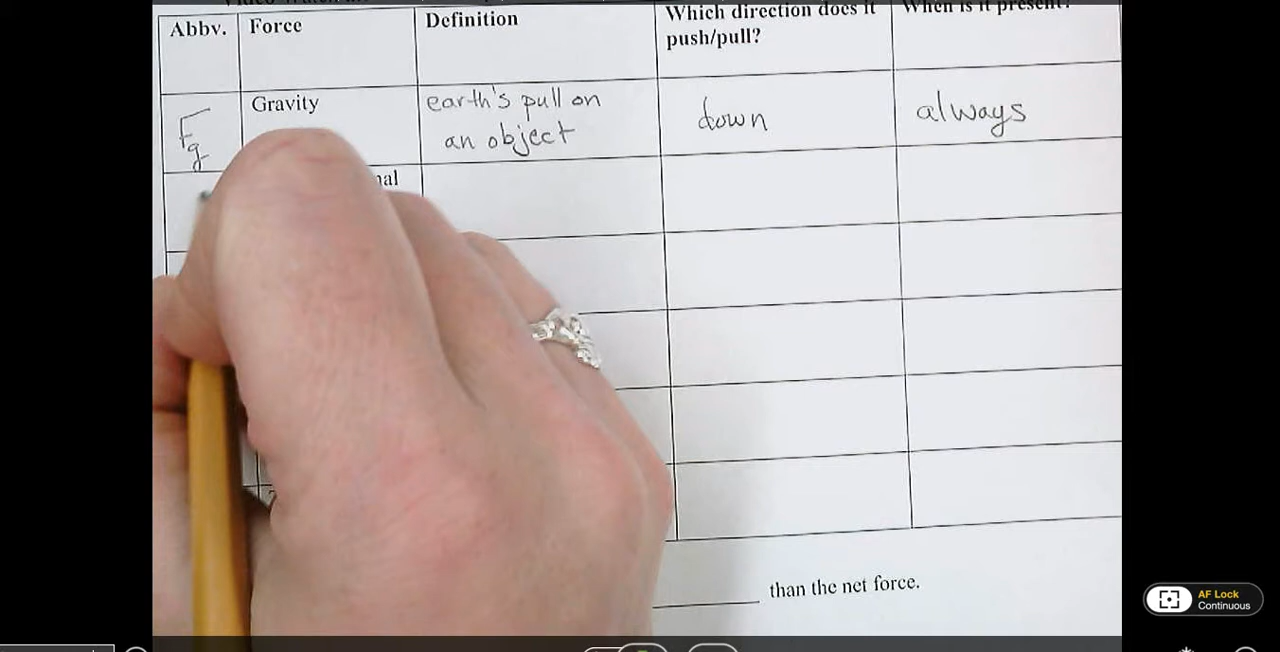 Abbv.
Force
Definition
Which direction does it
push/pull?
When is it present?
Fg
Gravity
earth's pull on
an object
down
always
than the net force.
AF Lock
Continuous